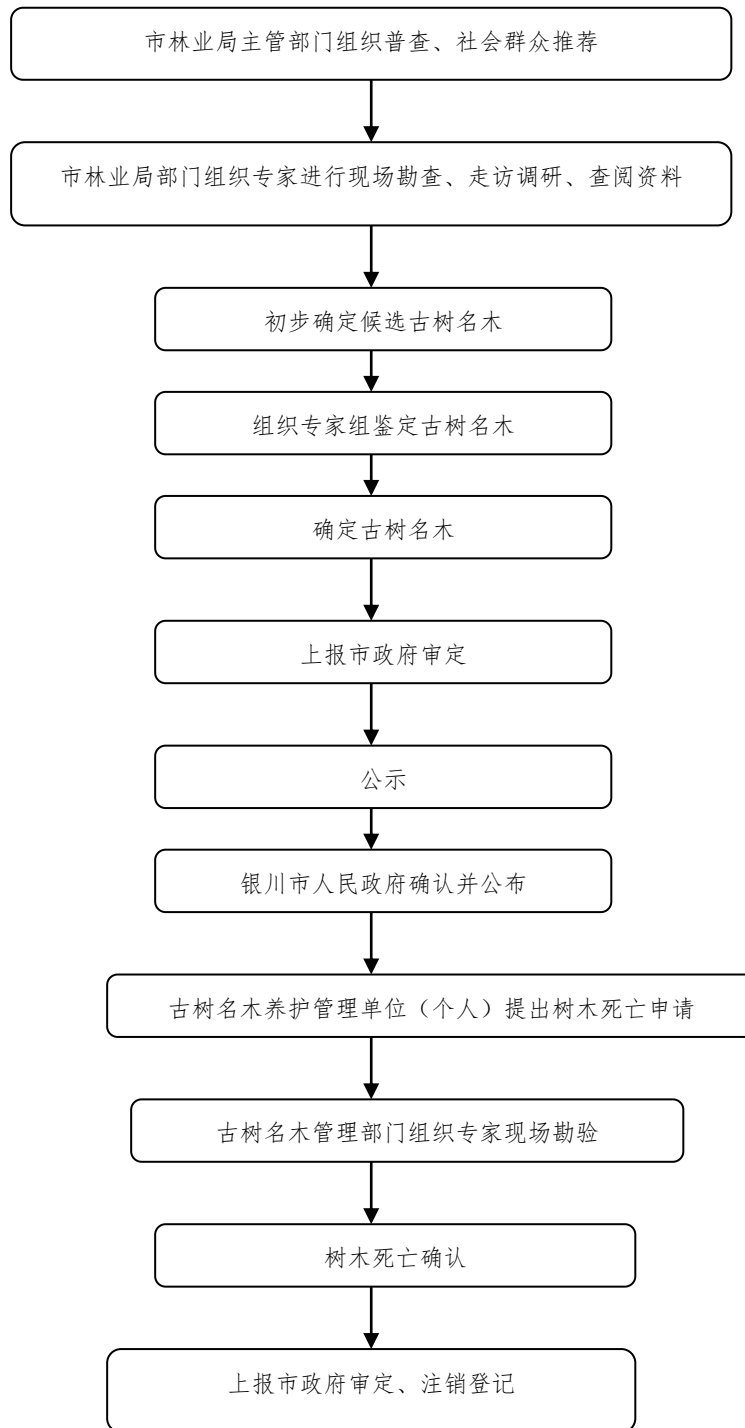 市林业局主管部门组织普查、社会群众推荐
市林业局部门组织专家进行现场勘查、走访调研、查阅资料
初步确定候选古树名木
组织专家组鉴定古树名木
确定古树名木
上报市政府审定
公示
银川市人民政府确认并公布
古树名木养护管理单位（个人）提出树木死亡申请
古树名木管理部门组织专家现场勘验
树木死亡确认
上报市政府审定、注销登记